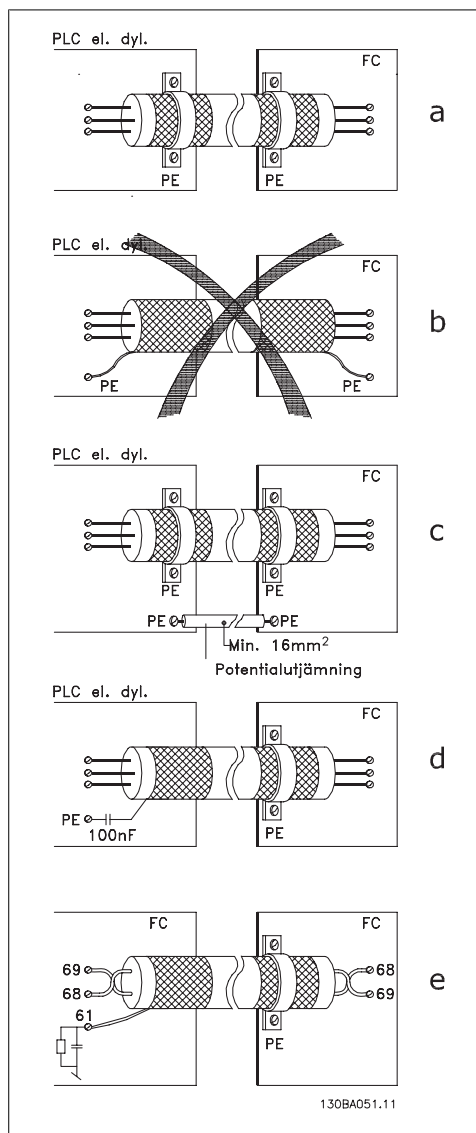 PLC el. dyl.
FC
a
PE
PE
PLC el. dyl.
FC
b
PE
PE
PLC el. dyl.
FC
c
PE
PE
PE
PE
Min. 16mm²
Potentialutjämning
PLC el. dyl.
FC
d
PE
100nF
PE
FC
FC
e
69
68
68
69
61
PE
130BA051.11